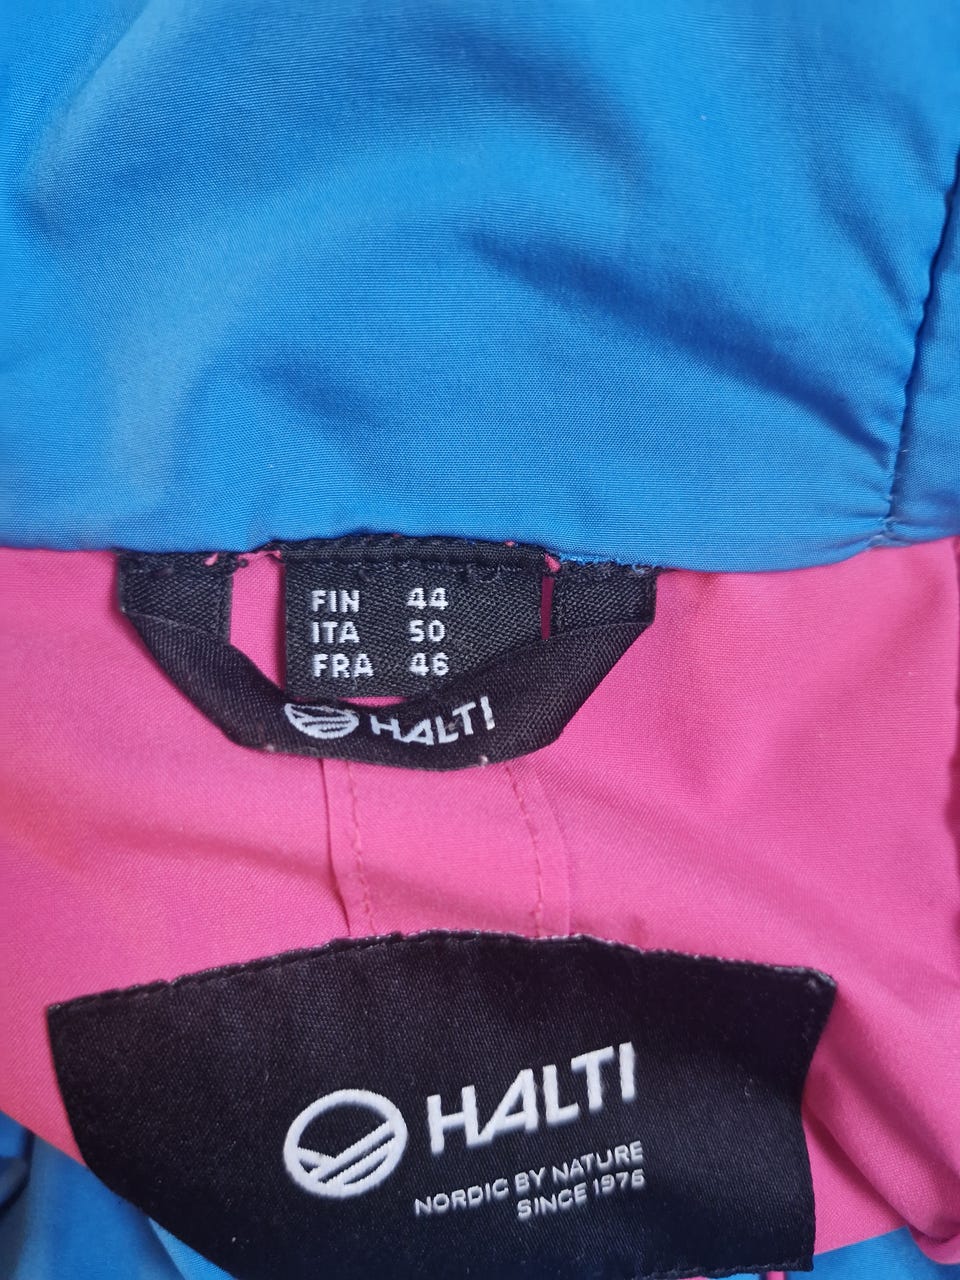 FIN 44
ITA 50
FRA 46
HALTI
HALTI
NORDIC BY NATURE
SINCE 1976